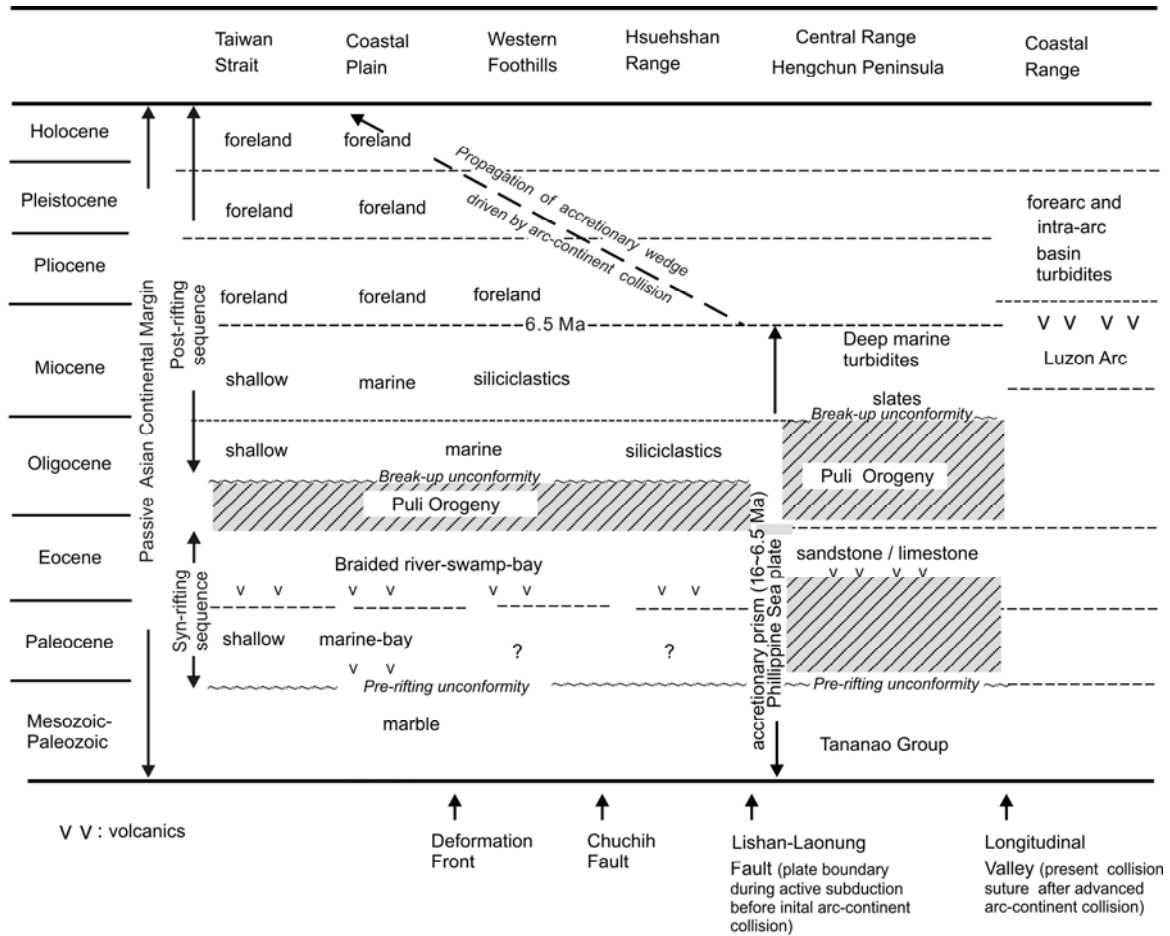 Taiwan Strait
Coastal Plain
Western Foothills
Hsuehshan Range
Central Range
Hengchun Peninsula
Coastal Range
Holocene
Pleistocene
Pliocene
Miocene
Oligocene
Eocene
Paleocene
Mesozoic-
Paleozoic
Passive Asian Continental Margin
Post-rifting
sequence
Syn-rifting
sequence
foreland
foreland
Propagation of accretionary wedge
driven by arc-continent collision
foreland
foreland
forearc and
intra-arc
basin
turbidites
foreland
foreland
foreland
6.5 Ma
V V V V
Luzon Arc
Deep marine
turbidites
slates
Break-up unconformity
shallow
marine
siliciclastics
shallow
marine
siliciclastics
Break-up unconformity
Puli Orogeny
Puli Orogeny
accretionary prism (16~6.5 Ma)
Phillippine Sea plate
sandstone / limestone
v v v v
Braided river-swamp-bay
v v v v v v v v
shallow
marine-bay
?
?
v v
Pre-rifting unconformity
Pre-rifting unconformity
marble
Tananao Group
V V : volcanics
Deformation
Front
Chuchih
Fault
Lishan-Laonung
Fault (plate boundary
during active subduction
before inital arc-continent
collision)
Longitudinal
Valley (present collision
suture after advanced
arc-continent collision)